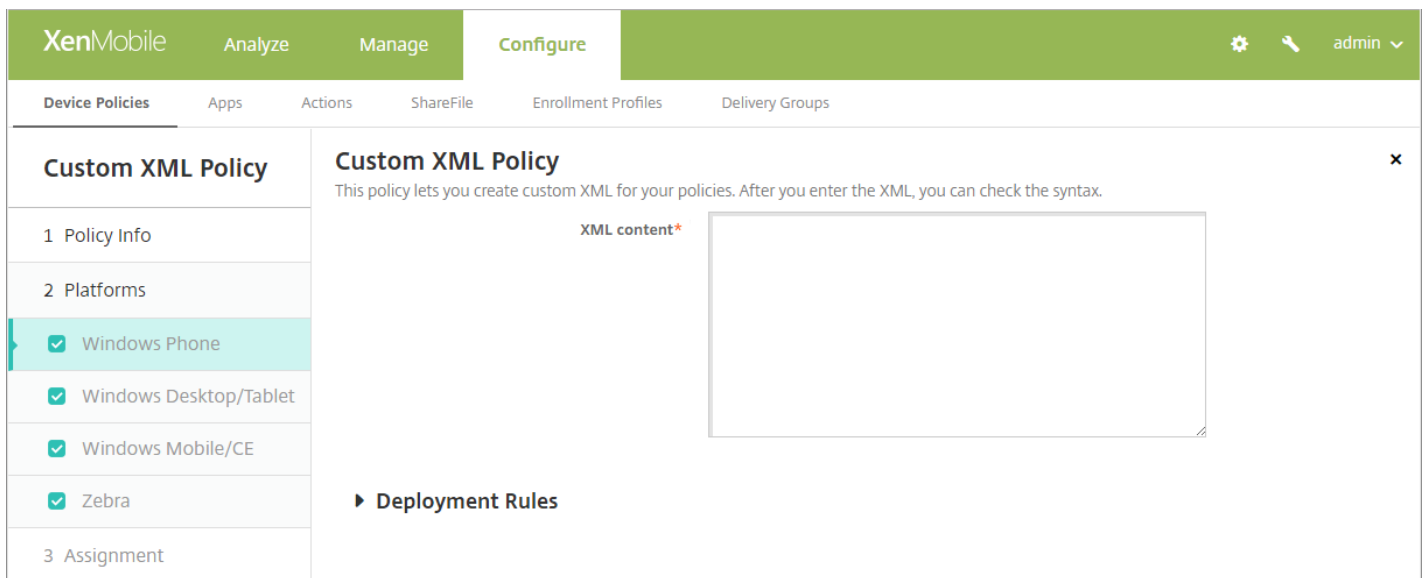 XenMobile Analyze Manage Configure admin
Device Policies Apps Actions ShareFile Enrollment Profiles Delivery Groups
Custom XML Policy
1 Policy Info
2 Platforms
Windows Phone
Windows Desktop/Tablet
Windows Mobile/CE
Zebra
3 Assignment
Custom XML Policy
This policy lets you create custom XML for your policies. After you enter the XML, you can check the syntax.
XML content*
Deployment Rules